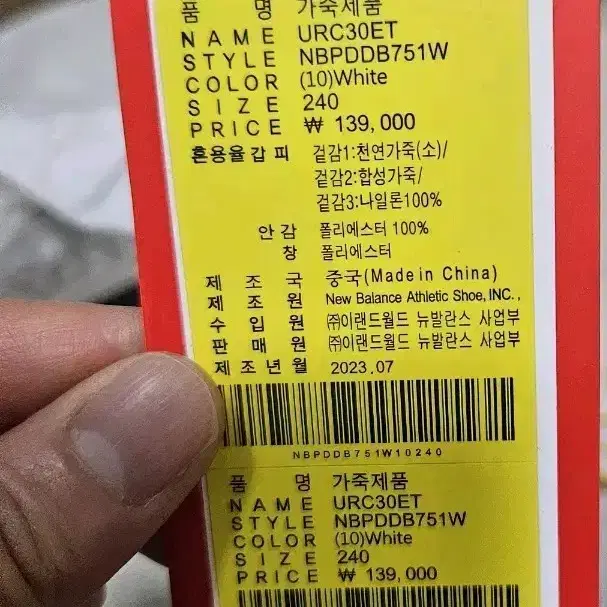 품 명 가죽제품
NAME URC30ET
STYLE NBPDDB751W
COLOR (10)White
SIZE 240
PRICE ₩ 139,000
혼용율 갑피 겉감1:천연가죽(소)/
겉감2:합성가죽/
겉감3:나일론100%
안감 폴리에스터 100%
창 폴리에스터
제조국 중국(Made in China)
제조원 New Balance Athletic Shoe, INC.,
수입원 ㈜이랜드월드 뉴발란스 사업부
판매원 ㈜이랜드월드 뉴발란스 사업부
제조년월 2023.07
NBPDDB751W10240
품 명 가죽제품
NAME URC30ET
STYLE NBPDDB751W
COLOR (10)White
SIZE 240
PRICE ₩ 139,000